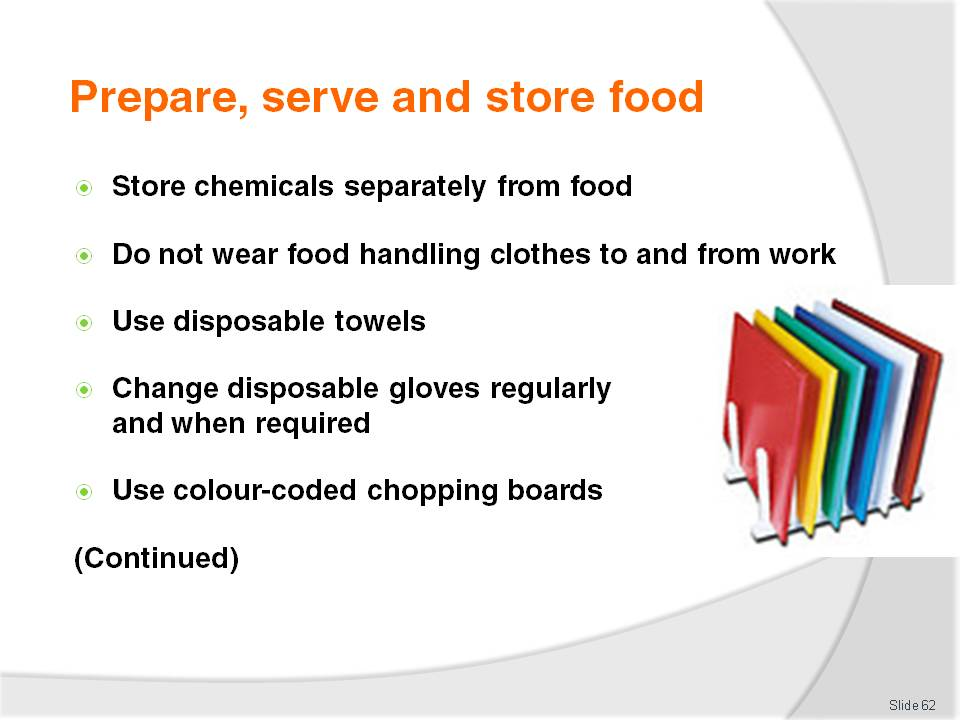 Prepare, serve and store food
Store chemicals separately from food
Do not wear food handling clothes to and from work
Use disposable towels
Change disposable gloves regularly
and when required
Use colour-coded chopping boards
(Continued)
Slide 62